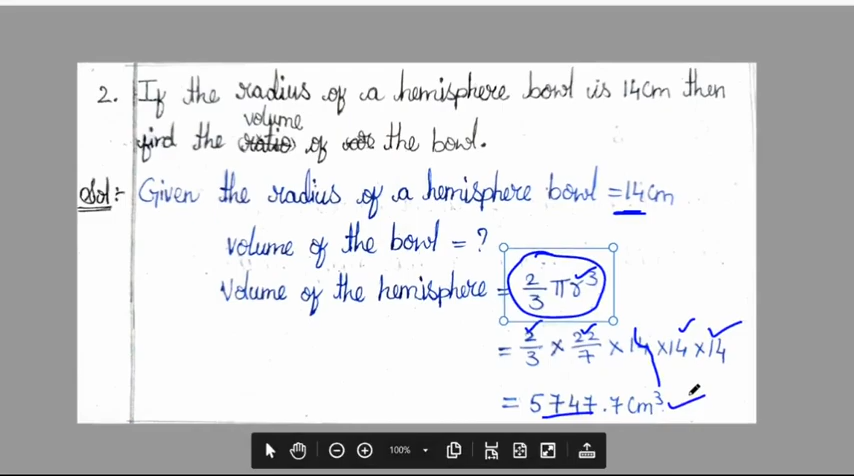 2. If the radius of a hemisphere bowl is 14cm then
volume
find the ratio of the bowl.
Sol:- Given the radius of a hemisphere bowl = 14cm
volume of the bowl = ?
Volume of the hemisphere = 2/3 πr³
= 2/3 × 22/7 × 14 × 14 × 14
= 5747.7 cm³
100%